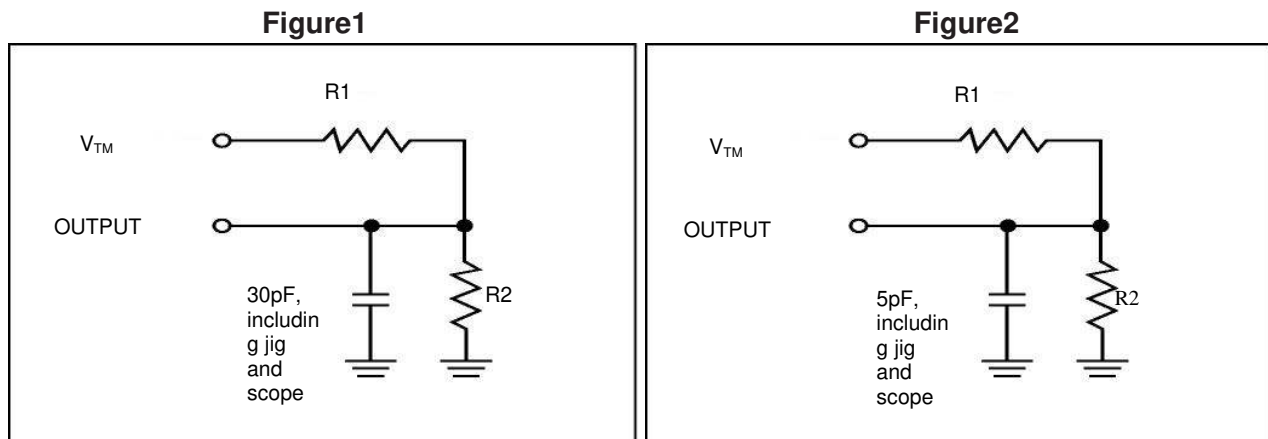 Figure1
R1
VTM
OUTPUT
30pF,
includin
g jig
and
scope
R2
Figure2
R1
VTM
OUTPUT
5pF,
includin
g jig
and
scope
R2